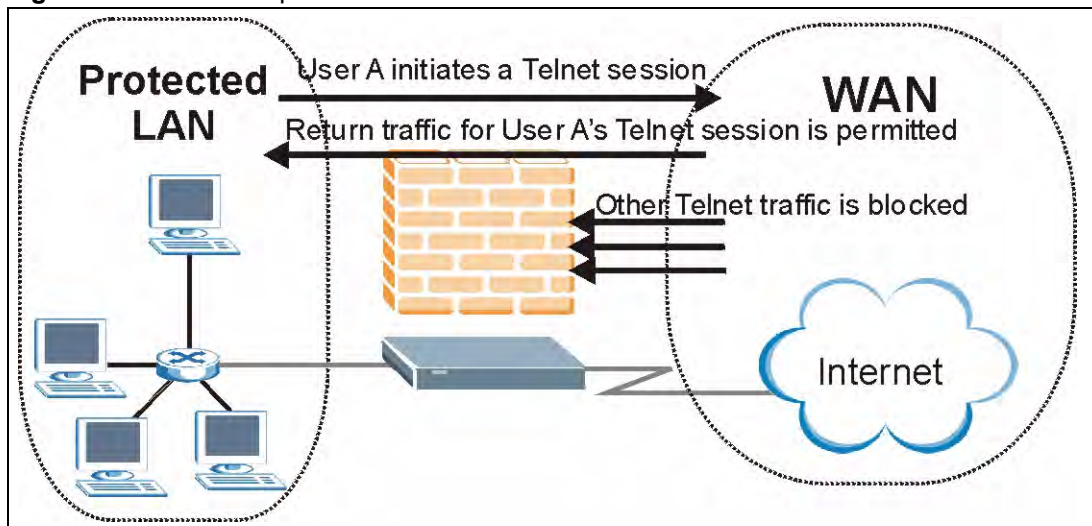 Protected
LAN
User A initiates a Telnet session
WAN
Return traffic for User A's Telnet session is permitted
Other Telnet traffic is blocked
Internet